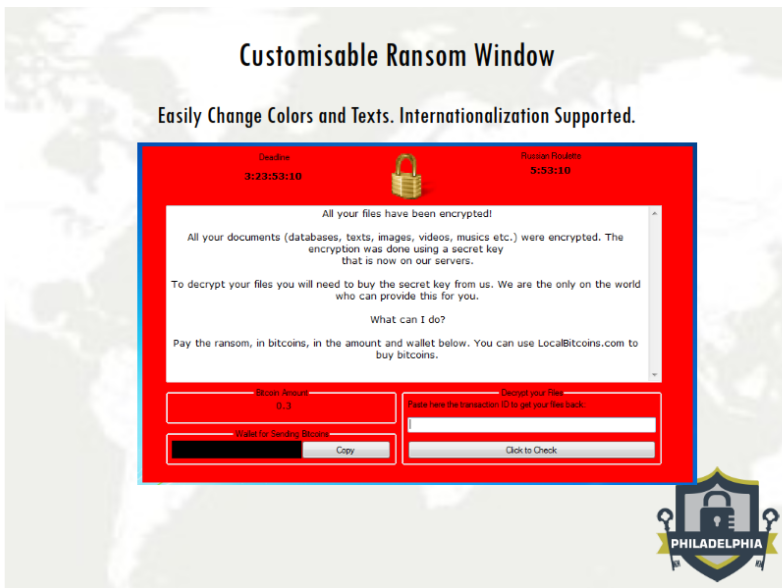 Customisable Ransom Window
Easily Change Colors and Texts. Internationalization Supported.
Deadline
3:23:53:10
Russian Roulette
5:53:10
All your files have been encrypted!
All your documents (databases, texts, images, videos, musics etc.) were encrypted. The
encryption was done using a secret key
that is now on our servers.
To decrypt your files you will need to buy the secret key from us. We are the only on the world
who can provide this for you.
What can I do?
Pay the ransom, in bitcoins, in the amount and wallet below. You can use LocalBitcoins.com to
buy bitcoins.
Bitcoin Amount
0.3
Wallet for Sending Bitcoins
Copy
Decrypt your Files
Paste here the transaction ID to get your files back:
Click to Check
PHILADELPHIA